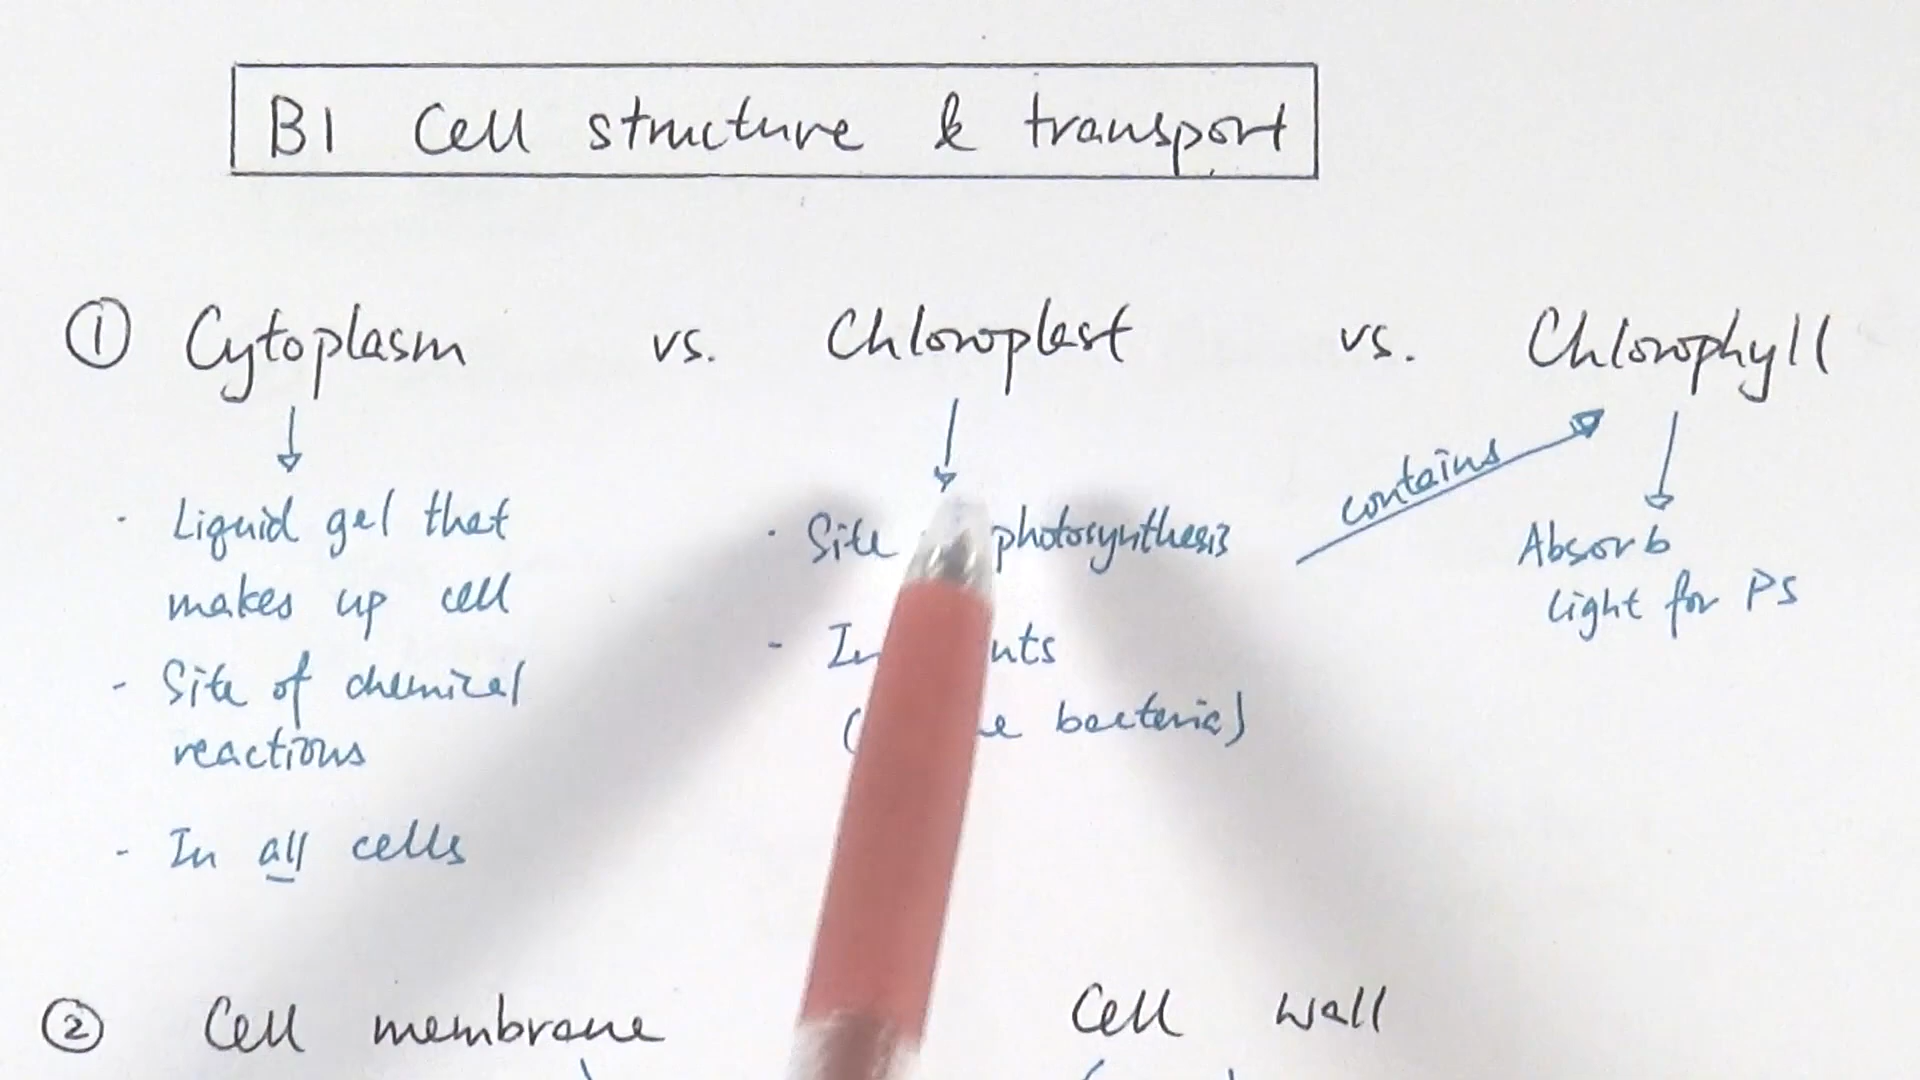 B1 Cell structure & transport
① Cytoplasm vs. Chloroplast vs. Chlorophyll
· Liquid gel that
makes up cell
- Site of chemical
reactions
- In all cells
· Site photosynthesis
- In
( bacteria)
contains
Absorb
light for PS
② Cell membrane Cell wall